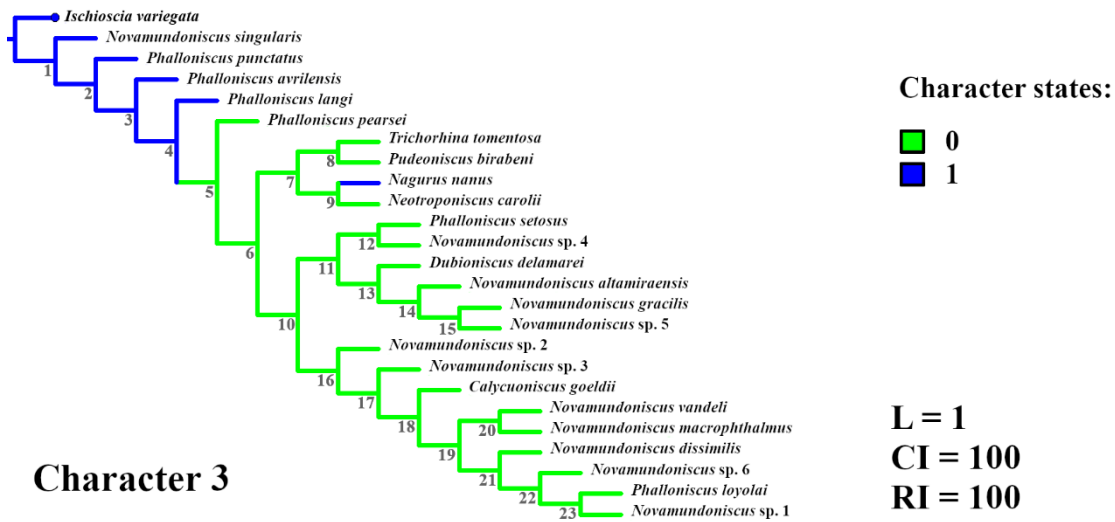 Ischioscia variegata
Novamundoniscus singularis
1
Phalloniscus punctatus
2
Phalloniscus avrilensis
3
Phalloniscus langi
4
Phalloniscus pearsei
5
Trichorhina tomentosa
8
Pudeoniscus birabeni
7
Nagurus nanus
9
Neotroponiscus carolii
6
Phalloniscus setosus
12
Novamundoniscus sp. 4
11
Dubioniscus delamarei
13
Novamundoniscus altamiraensis
14
Novamundoniscus gracilis
15
Novamundoniscus sp. 5
10
Novamundoniscus sp. 2
16
Novamundoniscus sp. 3
17
Calycuoniscus goeldii
18
Novamundoniscus vandeli
20
Novamundoniscus macrophthalmus
19
Novamundoniscus dissimilis
21
Novamundoniscus sp. 6
22
Phalloniscus loyolai
23
Novamundoniscus sp. 1
Character states:
0
1
Character 3
L = 1
CI = 100
RI = 100